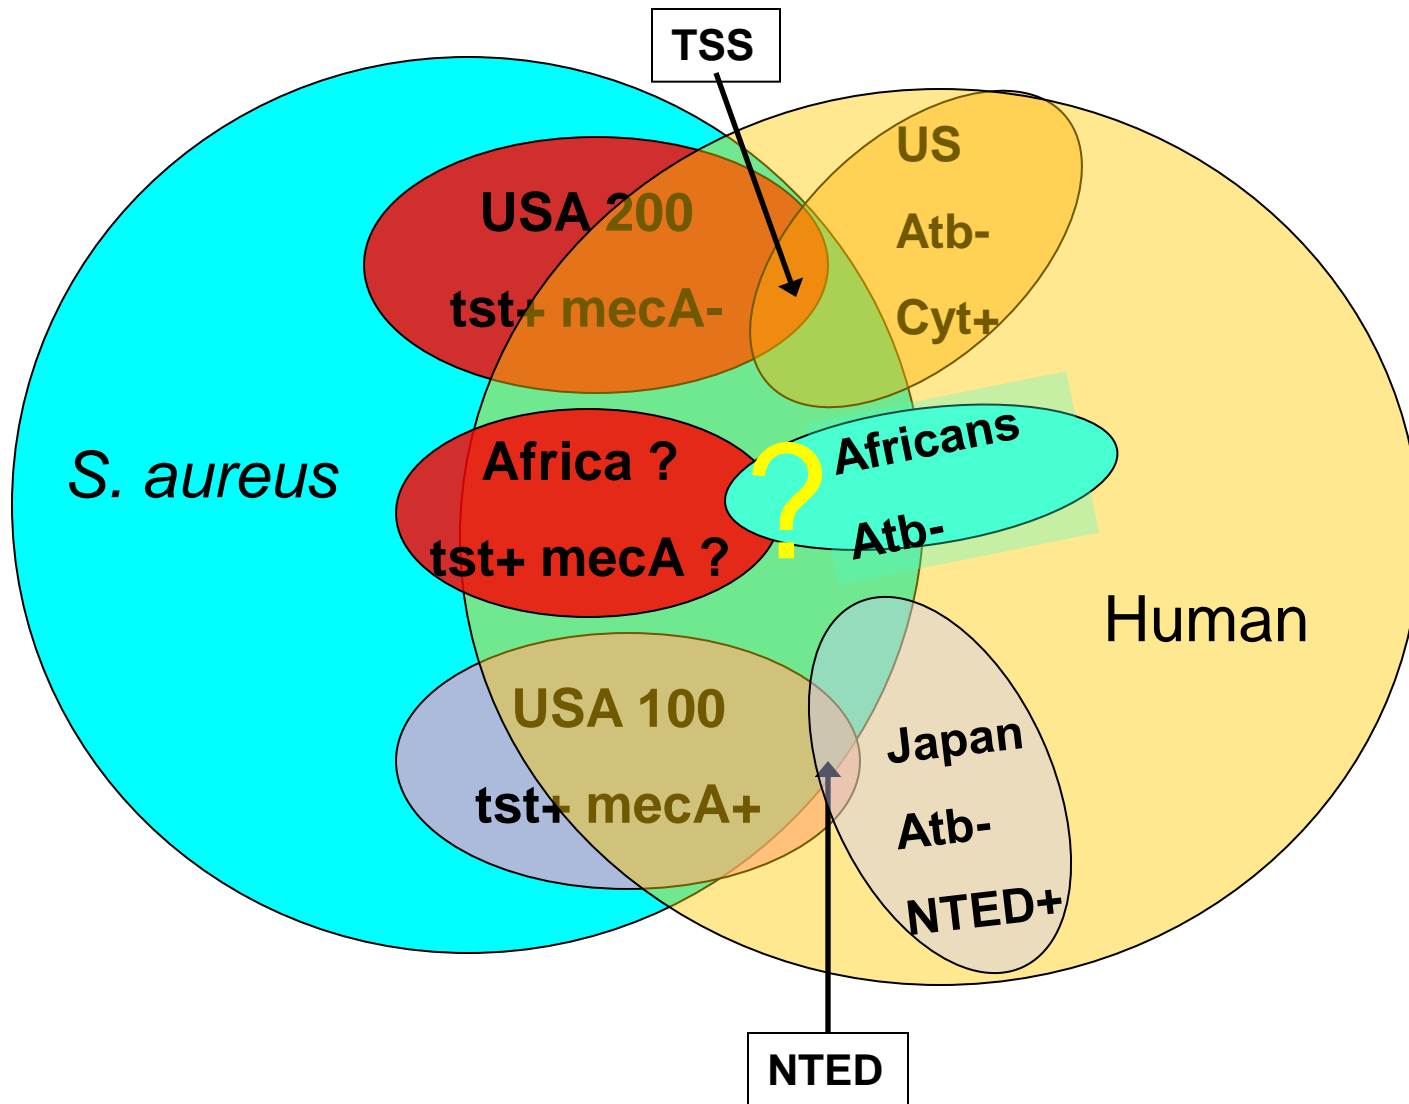 TSS
USA 200
tst+ mecA-
US
Atb-
Cyt+
S. aureus
Africa ?
tst+ mecA ?
?
Africans
Atb-
Human
USA 100
tst+ mecA+
Japan
Atb-
NTED+
NTED